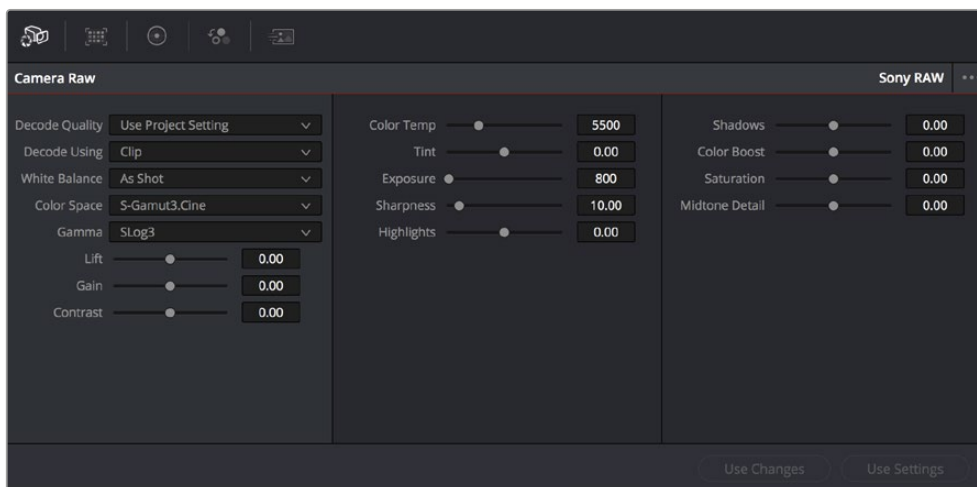 Camera Raw
Sony RAW
Decode Quality Use Project Setting
Decode Using Clip
White Balance As Shot
Color Space S-Gamut3.Cine
Gamma SLog3
Lift 0.00
Gain 0.00
Contrast 0.00
Color Temp 5500
Tint 0.00
Exposure 800
Sharpness 10.00
Highlights 0.00
Shadows 0.00
Color Boost 0.00
Saturation 0.00
Midtone Detail 0.00
Use Changes
Use Settings